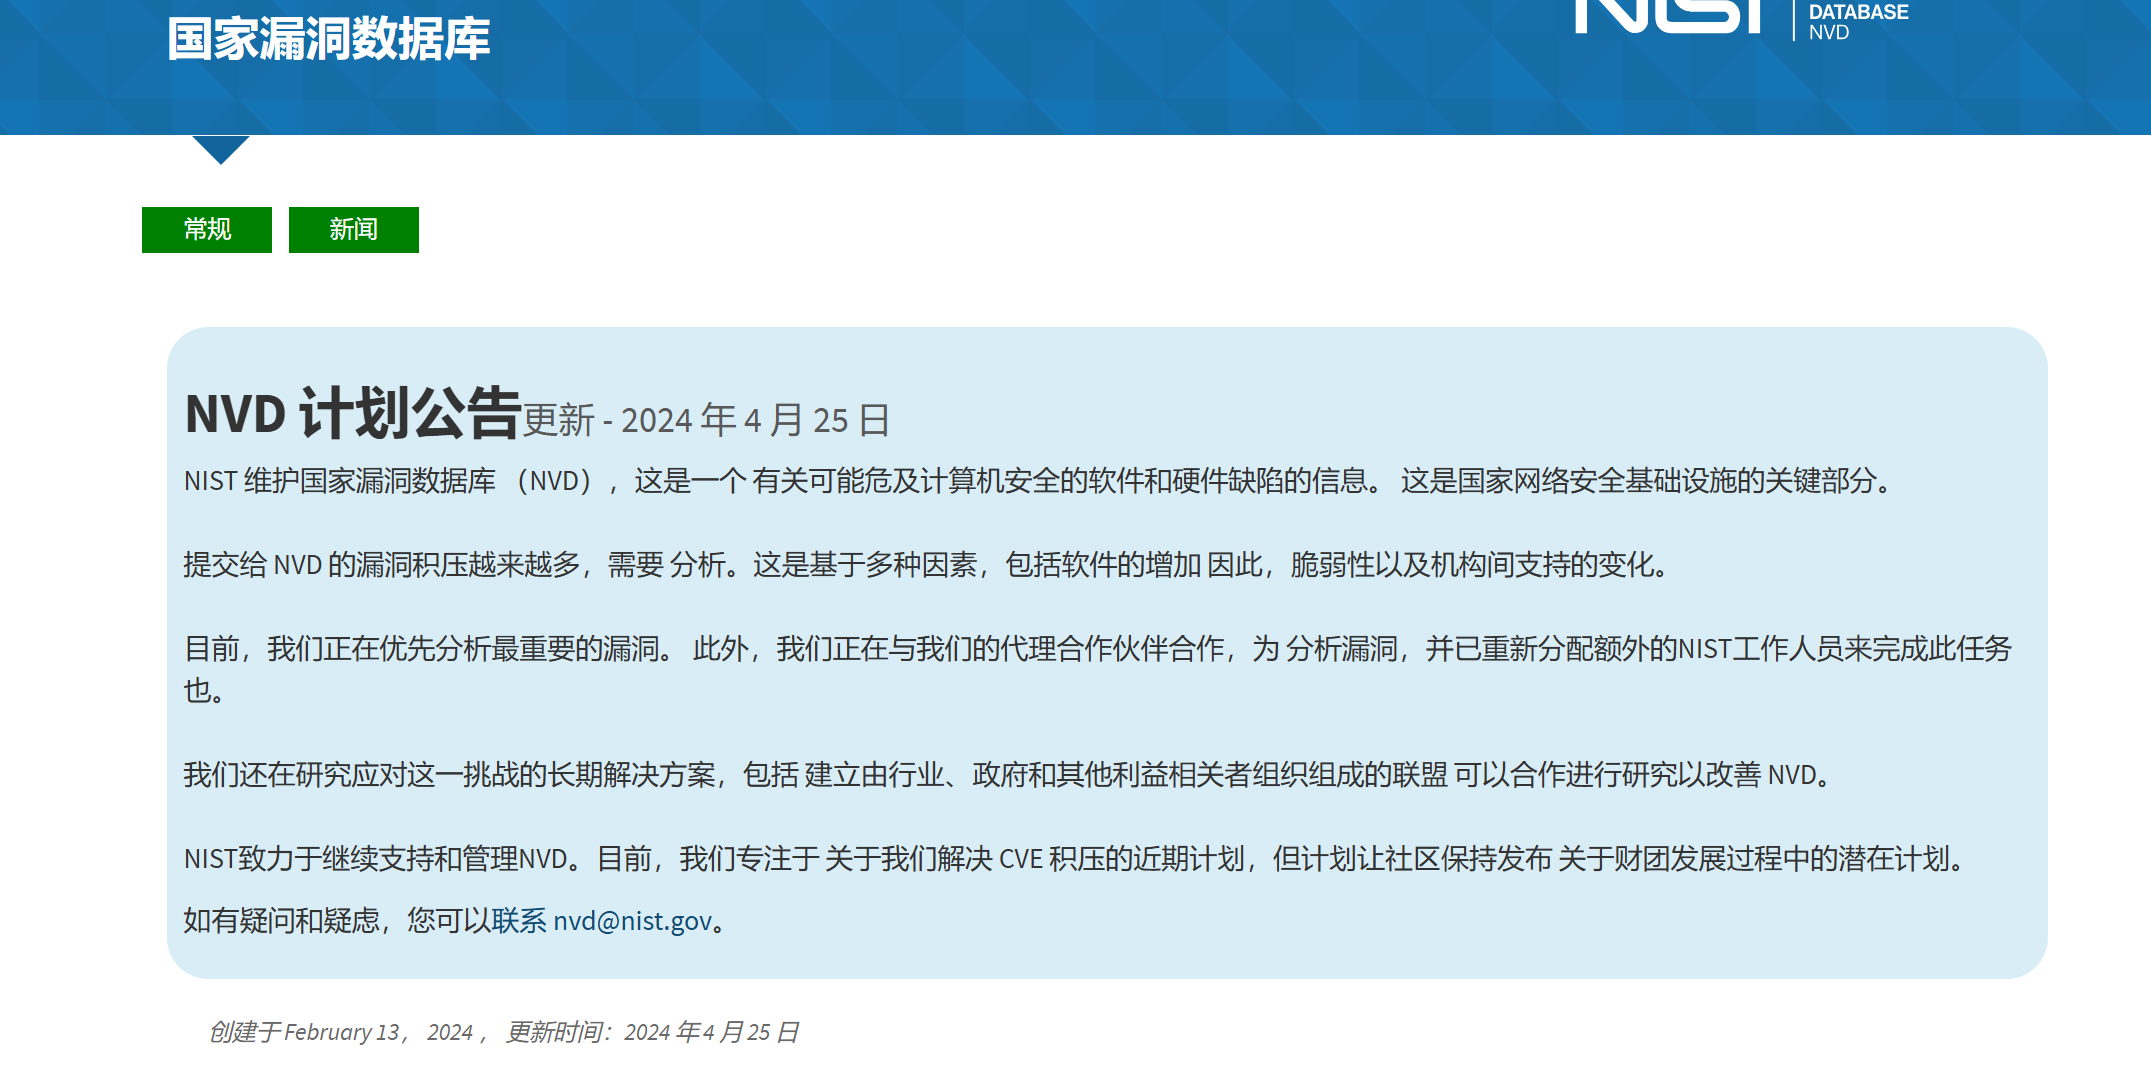 国家漏洞数据库
DATABASE
NVD
常规
新闻
NVD 计划公告更新 - 2024 年 4 月 25 日
NIST 维护国家漏洞数据库 （NVD），这是一个 有关可能危及计算机安全的软件和硬件缺陷的信息。 这是国家网络安全基础设施的关键部分。
提交给 NVD 的漏洞积压越来越多，需要 分析。这是基于多种因素，包括软件的增加 因此，脆弱性以及机构间支持的变化。
目前，我们正在优先分析最重要的漏洞。 此外，我们正在与我们的代理合作伙伴合作，为 分析漏洞，并已重新分配额外的NIST工作人员来完成此任务
也。
我们还在研究应对这一挑战的长期解决方案，包括 建立由行业、政府和其他利益相关者组织组成的联盟 可以合作进行研究以改善 NVD。
NIST致力于继续支持和管理NVD。目前，我们专注于 关于我们解决 CVE 积压的近期计划，但计划让社区保持发布 关于财团发展过程中的潜在计划。
如有疑问和疑虑，您可以联系 nvd@nist.gov。
创建于 February 13， 2024 ， 更新时间：2024 年 4 月 25 日